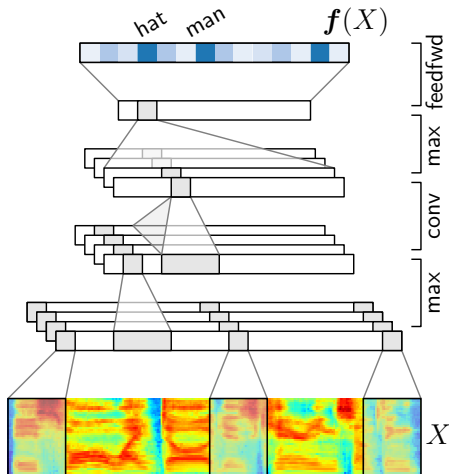 hat man f(X)
feedfwd
max
conv
max
X